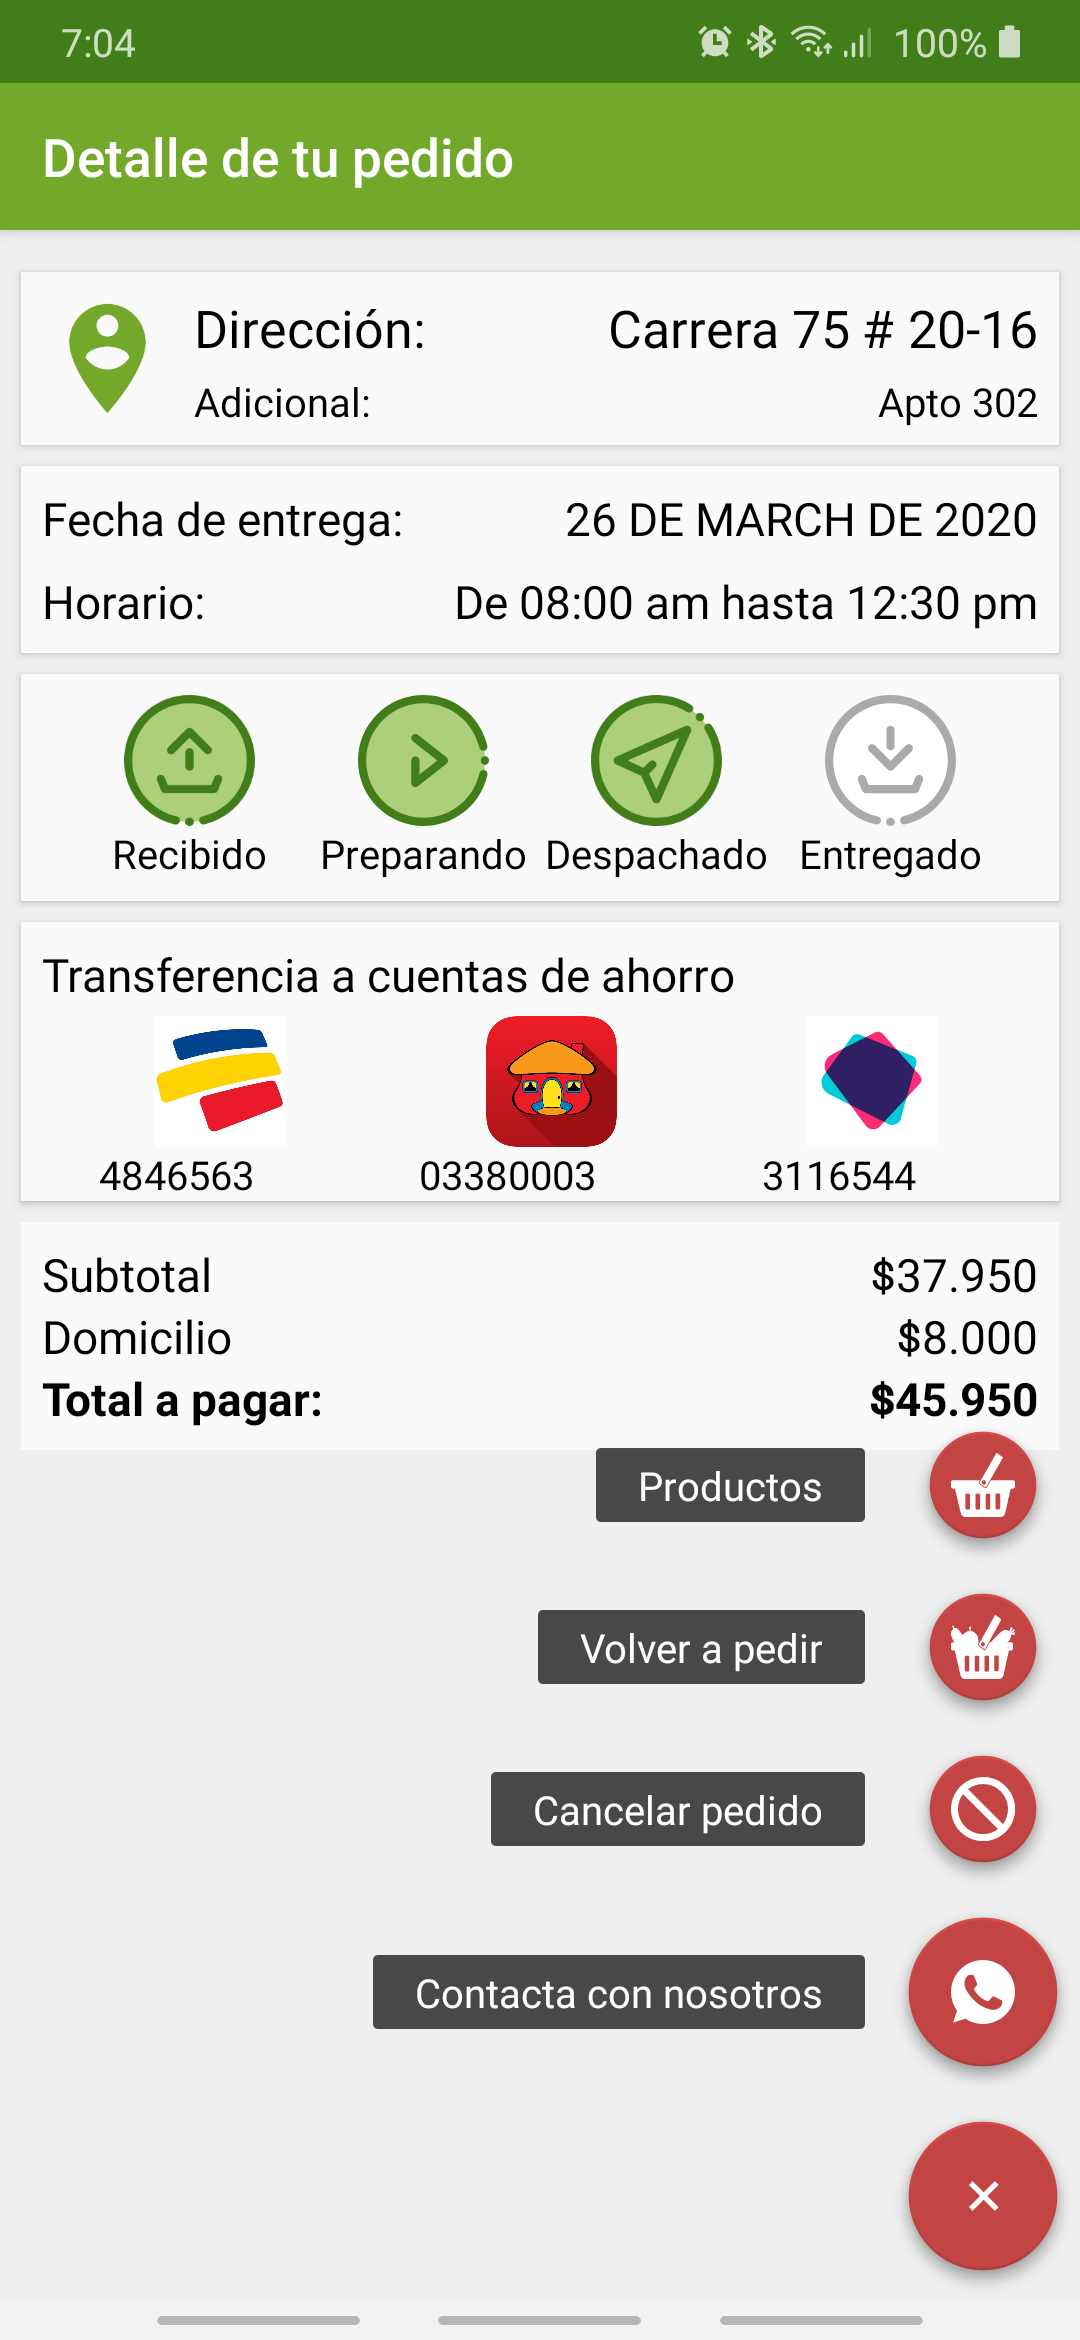 7:04
100%
Detalle de tu pedido
Dirección: Carrera 75 # 20-16
Adicional: Apto 302
Fecha de entrega: 26 DE MARCH DE 2020
Horario: De 08:00 am hasta 12:30 pm
Recibido Preparando Despachado Entregado
Transferencia a cuentas de ahorro
4846563 03380003 3116544
Subtotal $37.950
Domicilio $8.000
Total a pagar: $45.950
Productos
Volver a pedir
Cancelar pedido
Contacta con nosotros